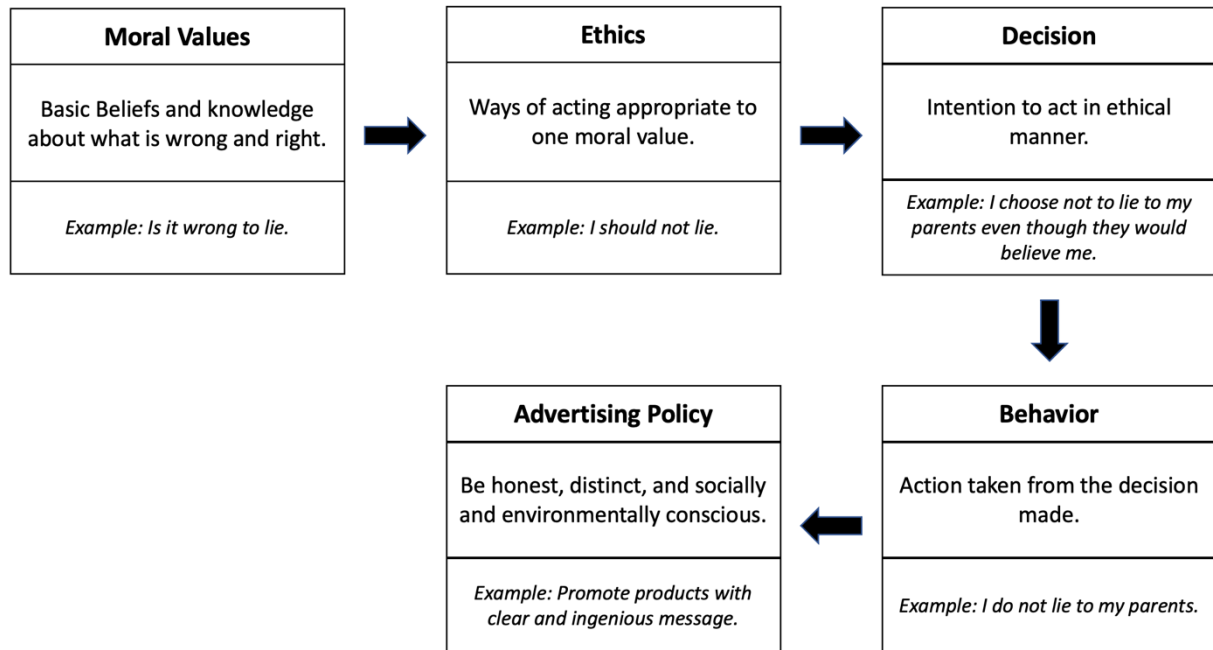 Moral Values
Basic Beliefs and knowledge
about what is wrong and right.
Example: Is it wrong to lie.
Ethics
Ways of acting appropriate to
one moral value.
Example: I should not lie.
Decision
Intention to act in ethical
manner.
Example: I choose not to lie to my
parents even though they would
believe me.
Behavior
Action taken from the decision
made.
Example: I do not lie to my parents.
Advertising Policy
Be honest, distinct, and socially
and environmentally conscious.
Example: Promote products with
clear and ingenious message.